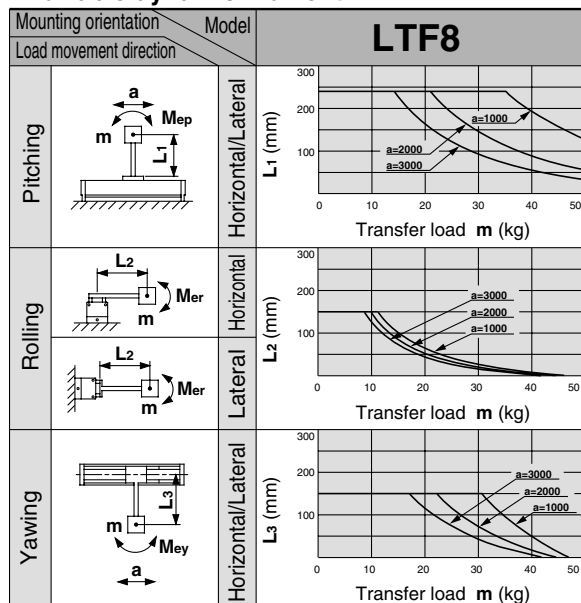 Mounting orientation
Model
Load movement direction
LTF8
Pitching
a
Mep
m
L1
Horizontal/Lateral
L1 (mm)
300
200
100
a=1000
a=2000
a=3000
0 10 20 30 40 50
Transfer load m (kg)
Rolling
L2
Mer
m
Horizontal
L2
Mer
m
Lateral
L2 (mm)
300
200
100
a=3000
a=2000
a=1000
0 10 20 30 40 50
Transfer load m (kg)
Yawing
L3
m
Mey
a
Horizontal/Lateral
L3 (mm)
300
200
100
a=3000
a=2000
a=1000
0 10 20 30 40 50
Transfer load m (kg)